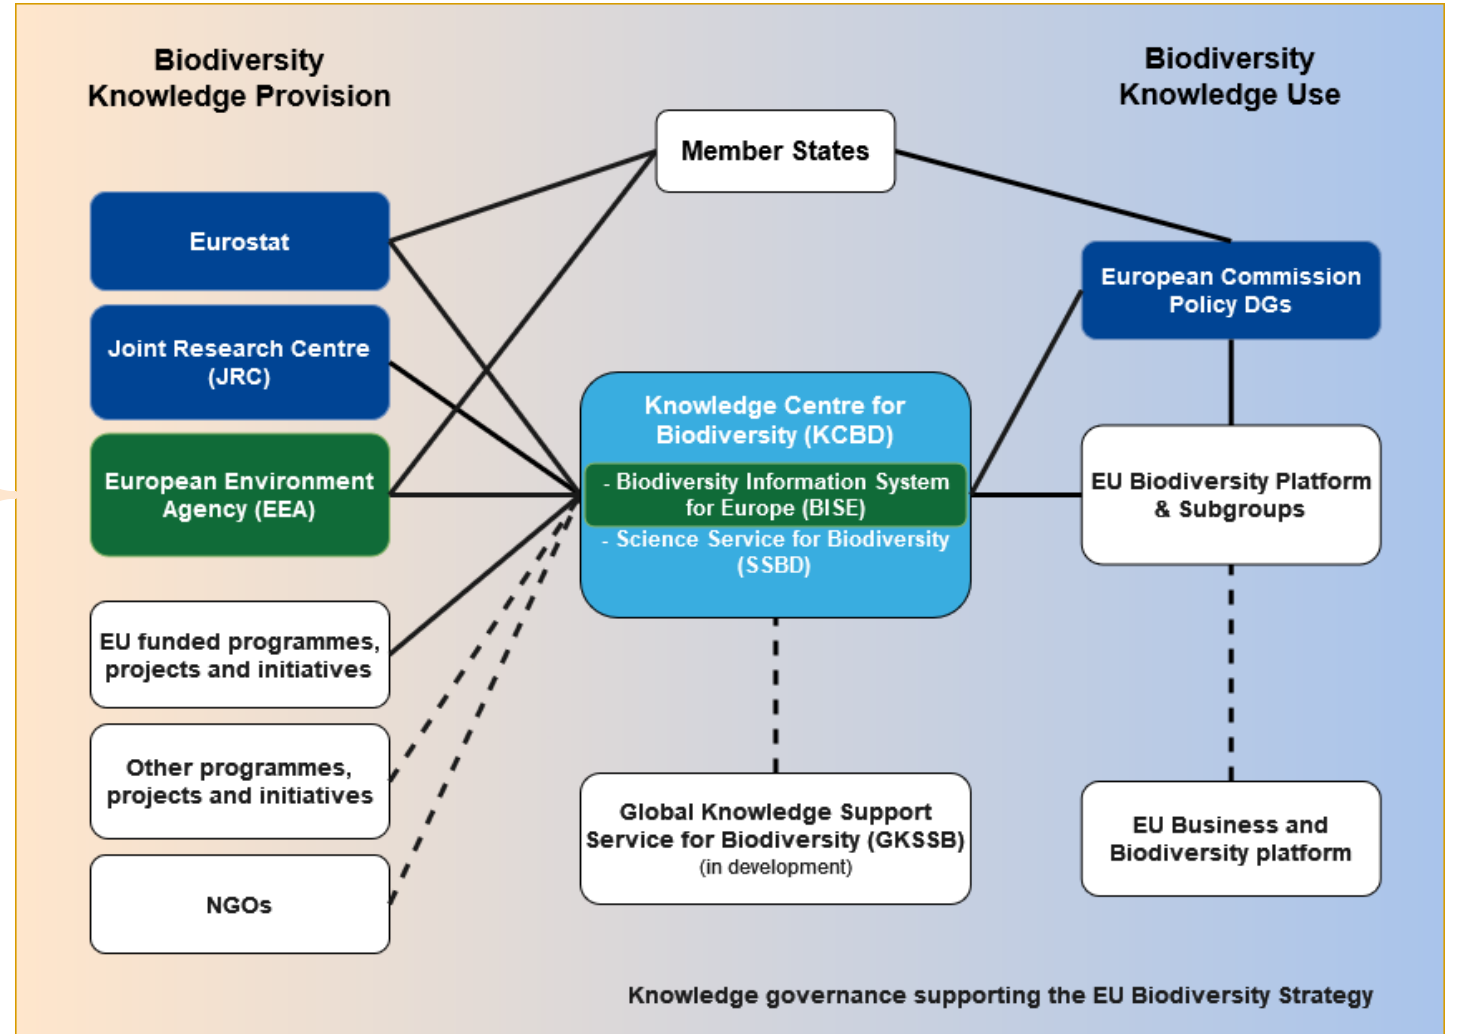 Biodiversity
Knowledge Provision
Biodiversity
Knowledge Use
Member States
Eurostat
Joint Research Centre
(JRC)
European Environment
Agency (EEA)
EU funded programmes,
projects and initiatives
Other programmes,
projects and initiatives
NGOs
Knowledge Centre for
Biodiversity (KCBD)
- Biodiversity Information System
for Europe (BISE)
- Science Service for Biodiversity
(SSBD)
Global Knowledge Support
Service for Biodiversity (GKSSB)
(in development)
European Commission
Policy DGs
EU Biodiversity Platform
& Subgroups
EU Business and
Biodiversity platform
Knowledge governance supporting the EU Biodiversity Strategy